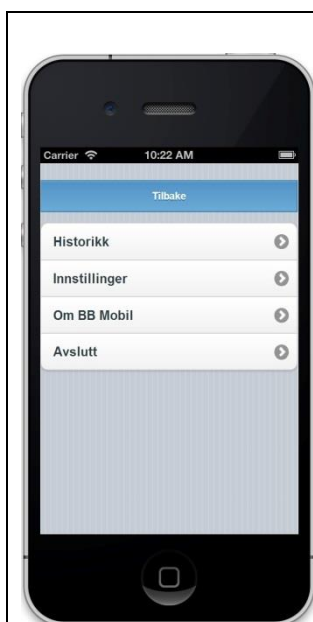 Carrier 10:22 AM
Tilbake
Historikk
Innstillinger
Om BB Mobil
Avslutt